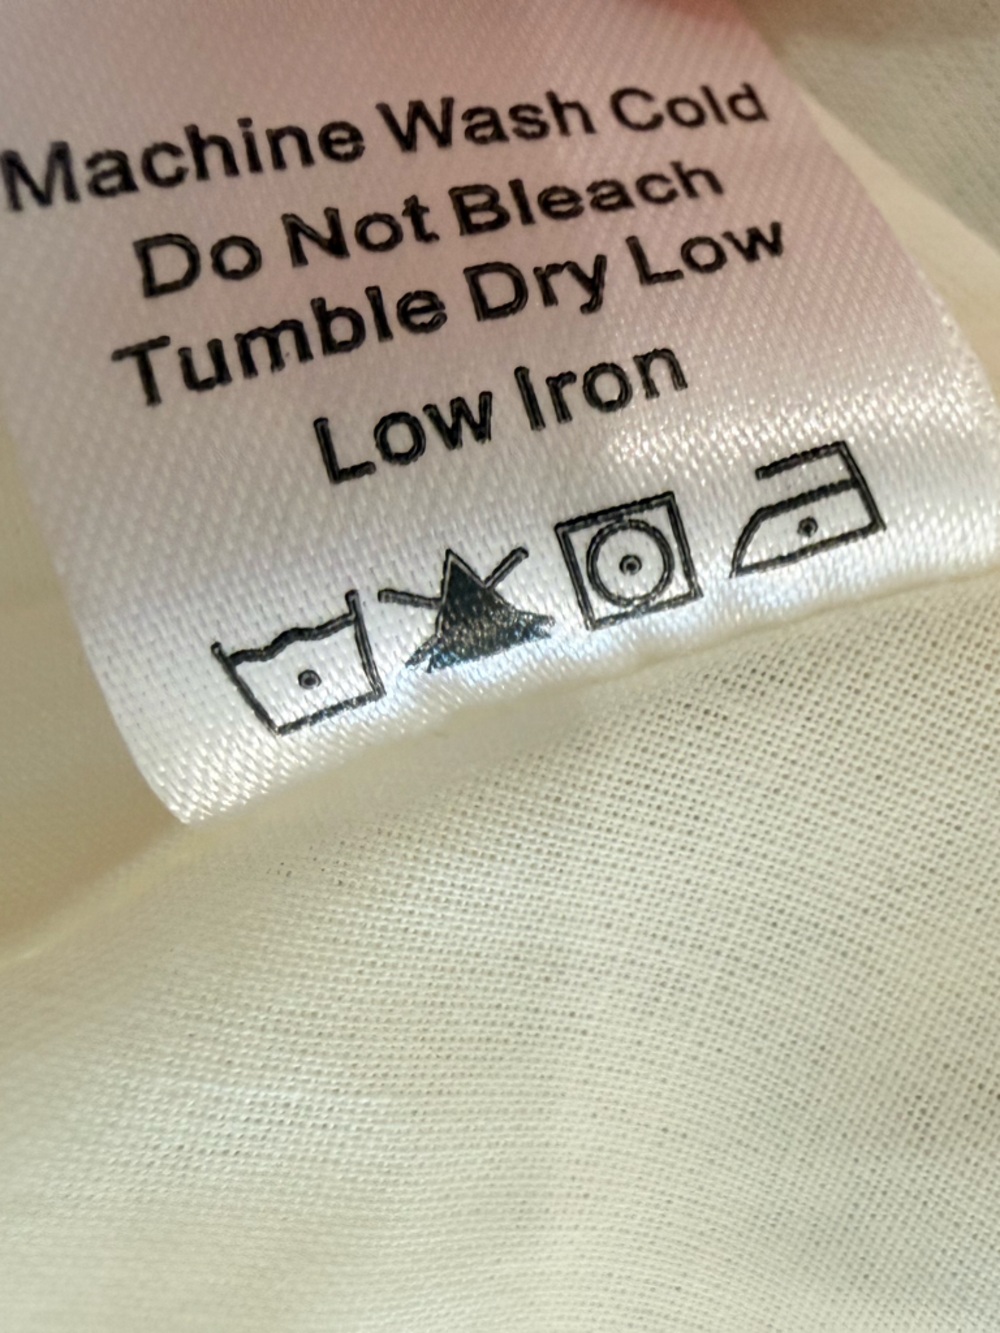 Machine Wash Cold
Do Not Bleach
Tumble Dry Low
Low Iron